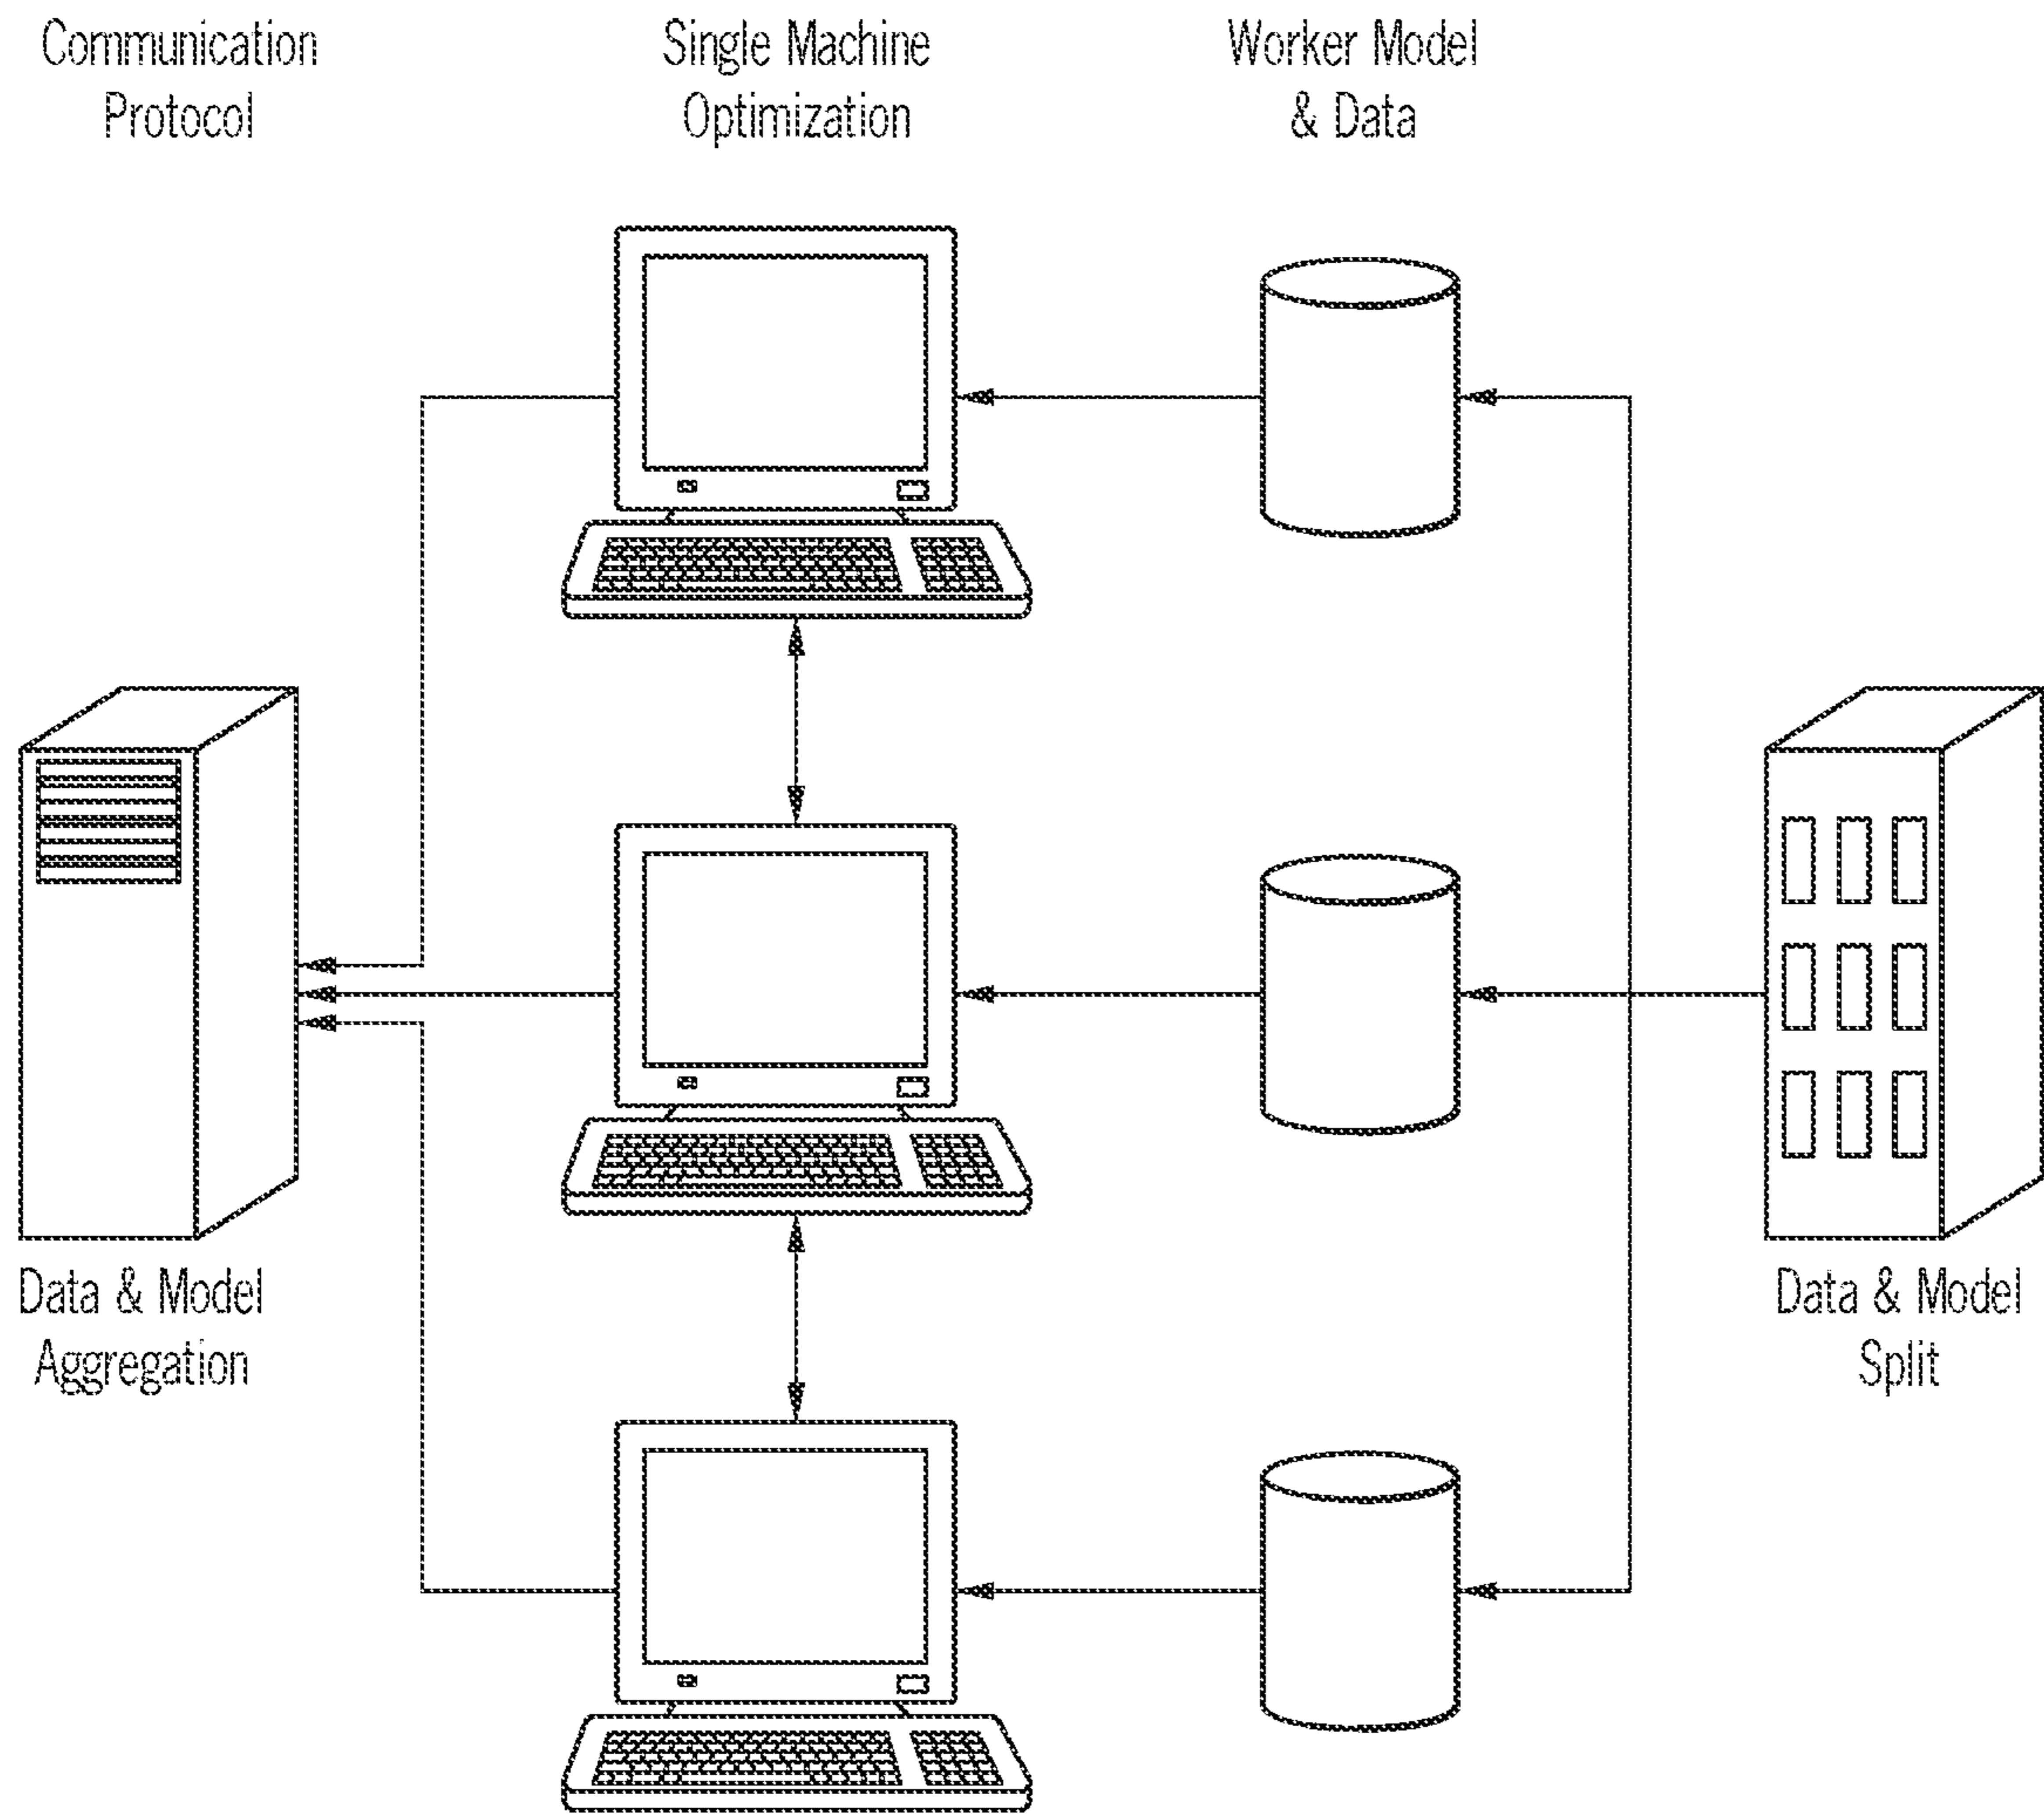 Communication
Protocol
Single Machine
Optimization
Worker Model
& Data
Data & Model
Aggregation
Data & Model
Split